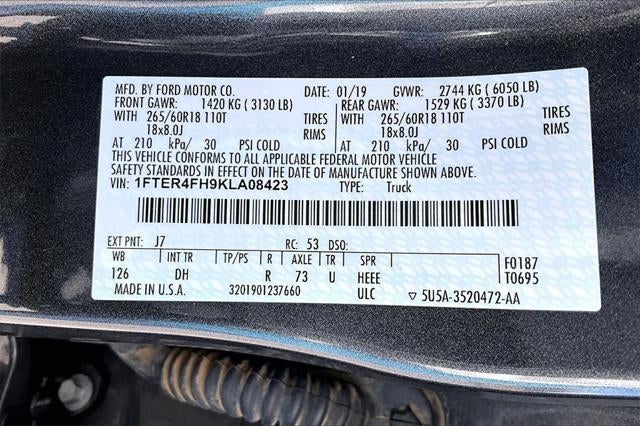 MFD. BY FORD MOTOR CO. DATE: 01/19 GVWR: 2744 KG ( 6050 LB)
FRONT GAWR: 1420 KG ( 3130 LB) REAR GAWR: 1529 KG ( 3370 LB)
WITH 265/60R18 110T TIRES WITH 265/60R18 110T TIRES
18x8.0J RIMS 18x8.0J RIMS
AT 210 kPa/ 30 PSI COLD AT 210 kPa/ 30 PSI COLD
THIS VEHICLE CONFORMS TO ALL APPLICABLE FEDERAL MOTOR VEHICLE
SAFETY STANDARDS IN EFFECT ON THE DATE OF MANUFACTURE SHOWN ABOVE.
VIN: 1FTER4FH9KLA08423 TYPE: Truck
EXT PNT: J7 RC: 53 DSO:
WB INT TR TP/PS R AXLE TR SPR F0187
126 DH R 73 U HEEE T0695
MADE IN U.S.A. 3201901237660 ULC ▽ 5U5A-3520472-AA